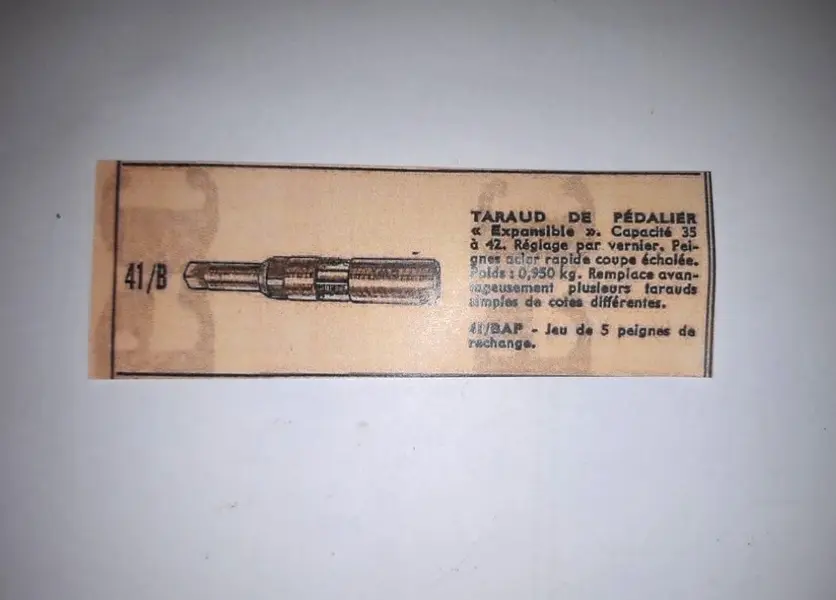 41/B
TARAUD DE PÉDALIER
« Expansible ». Capacité 35
à 42. Réglage par vernier. Pei-
gnes acier rapide coupe écholée.
Poids : 0,950 kg. Remplace avan-
tageusement plusieurs tarauds
simples de cotes différentes.
41/BAP - Jeu de 5 peignes de
rechange.